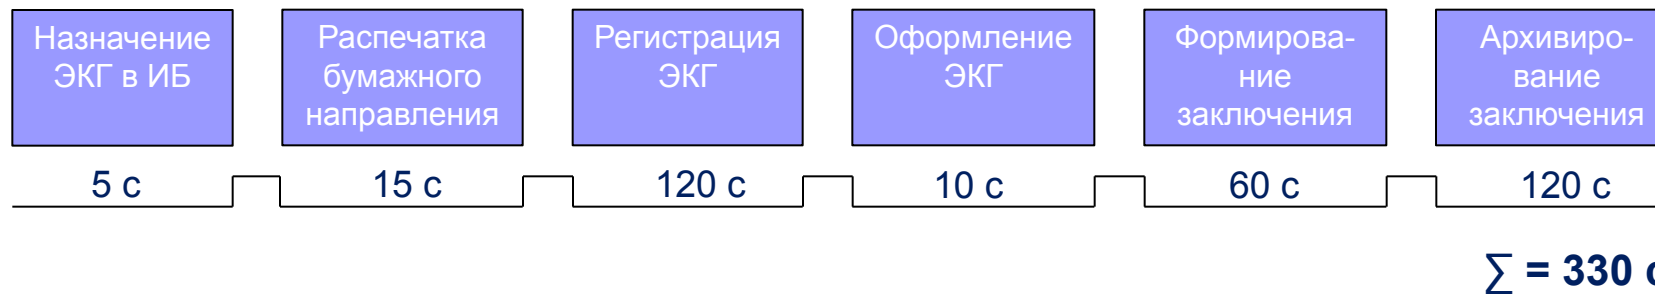 Назначение
ЭКГ в ИБ
Распечатка
бумажного
направления
Регистрация
ЭКГ
Оформление
ЭКГ
Формирова-
ние
заключения
Архивиро-
вание
заключения
5 с
15 с
120 с
10 с
60 с
120 с
∑ = 330 с